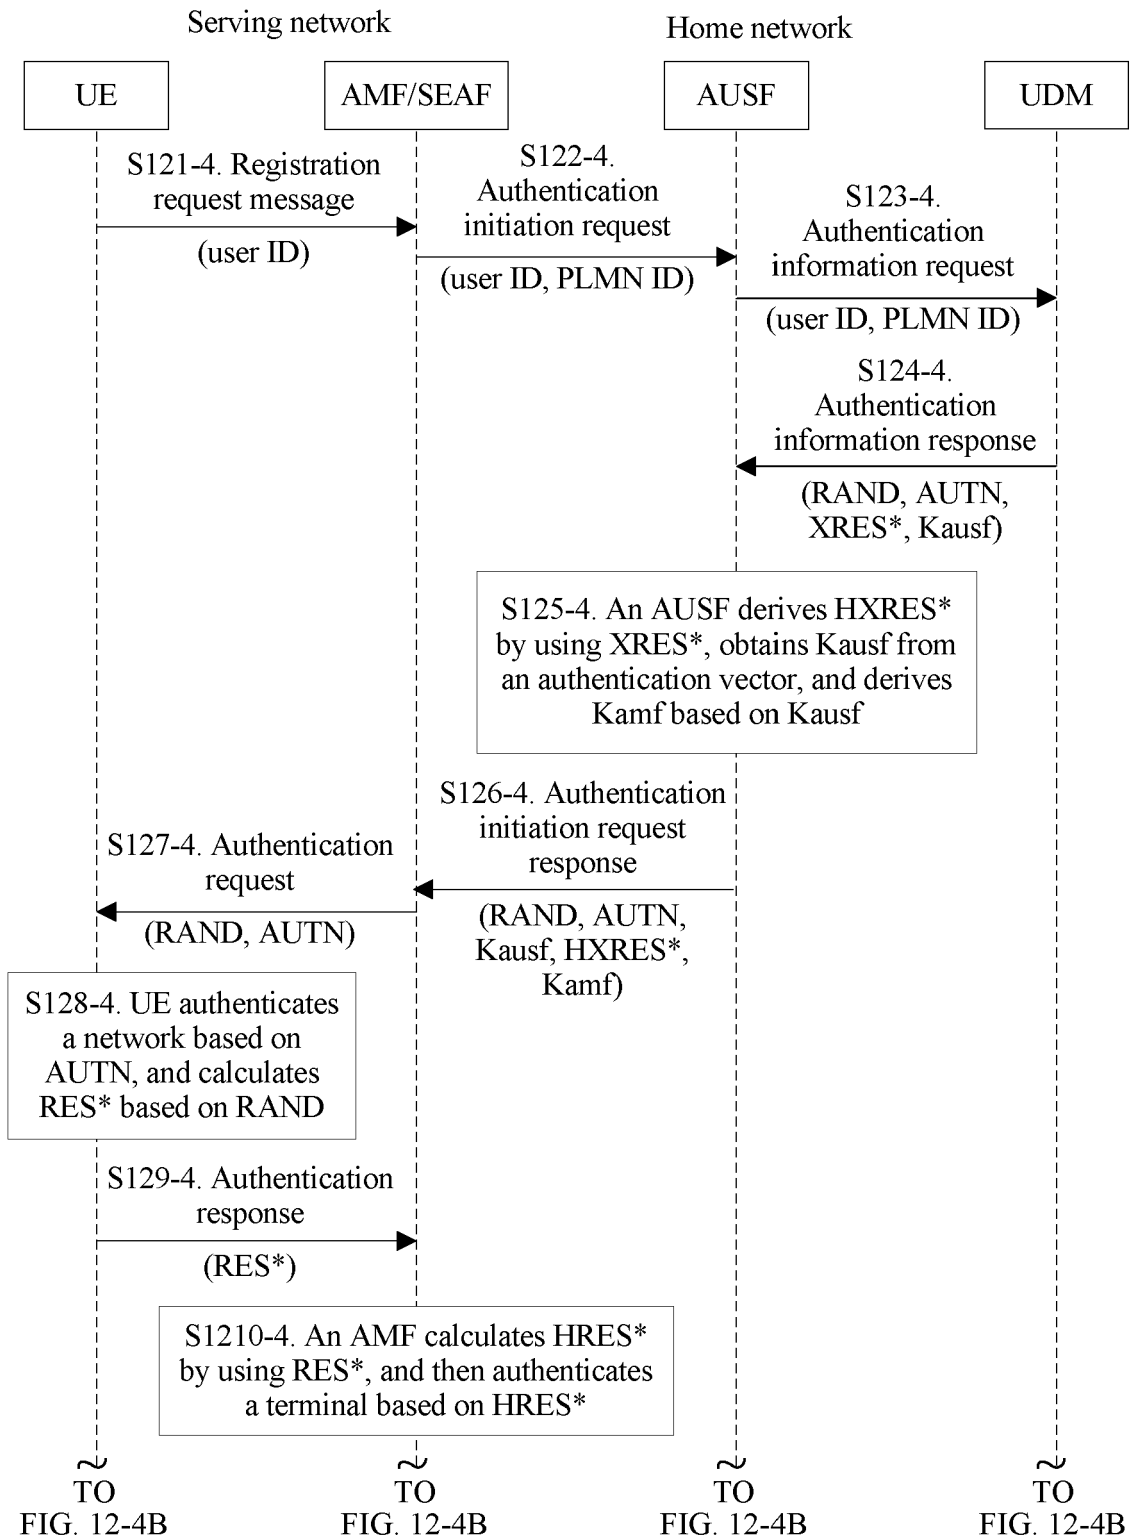 Serving network
Home network
UE
AMF/SEAF
AUSF
UDM
S121-4. Registration
request message
(user ID)
S122-4.
Authentication
initiation request
(user ID, PLMN ID)
S123-4.
Authentication
information request
(user ID, PLMN ID)
S124-4.
Authentication
information response
(RAND, AUTN,
XRES*, Kausf)
S125-4. An AUSF derives HXRES*
by using XRES*, obtains Kausf from
an authentication vector, and derives
Kamf based on Kausf
S126-4. Authentication
initiation request
response
(RAND, AUTN,
Kausf, HXRES*,
Kamf)
S127-4. Authentication
request
(RAND, AUTN)
S128-4. UE authenticates
a network based on
AUTN, and calculates
RES* based on RAND
S129-4. Authentication
response
(RES*)
S1210-4. An AMF calculates HRES*
by using RES*, and then authenticates
a terminal based on HRES*
TO
FIG. 12-4B
TO
FIG. 12-4B
TO
FIG. 12-4B
TO
FIG. 12-4B